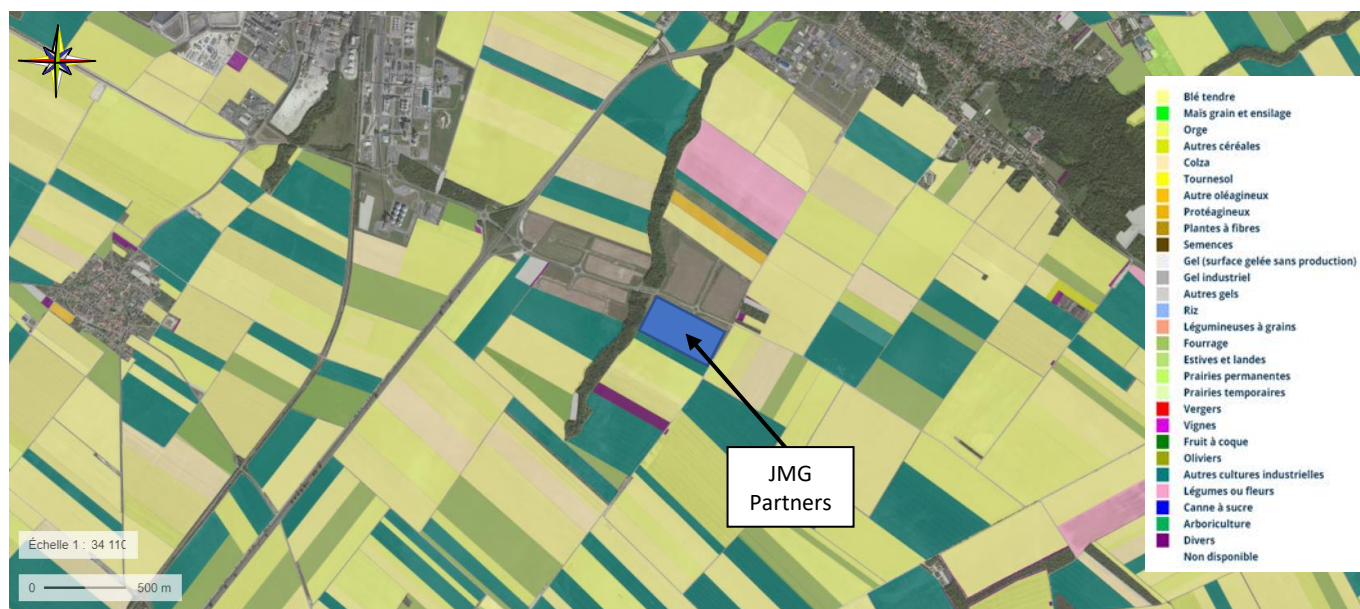 Blé tendre
Maïs grain et ensilage
Orge
Autres céréales
Colza
Tournesol
Autre oléagineux
Protéagineux
Plantes à fibres
Semences
Gel (surface gelée sans production)
Gel industriel
Autres gels
Riz
Légumineuses à grains
Fourrage
Estives et landes
Prairies permanentes
Prairies temporaires
Vergers
Vignes
Fruit à coque
Oliviers
Autres cultures industrielles
Légumes ou fleurs
Canne à sucre
Arboriculture
Divers
Non disponible
JMG
Partners
Échelle 1 : 34 110
0 500 m